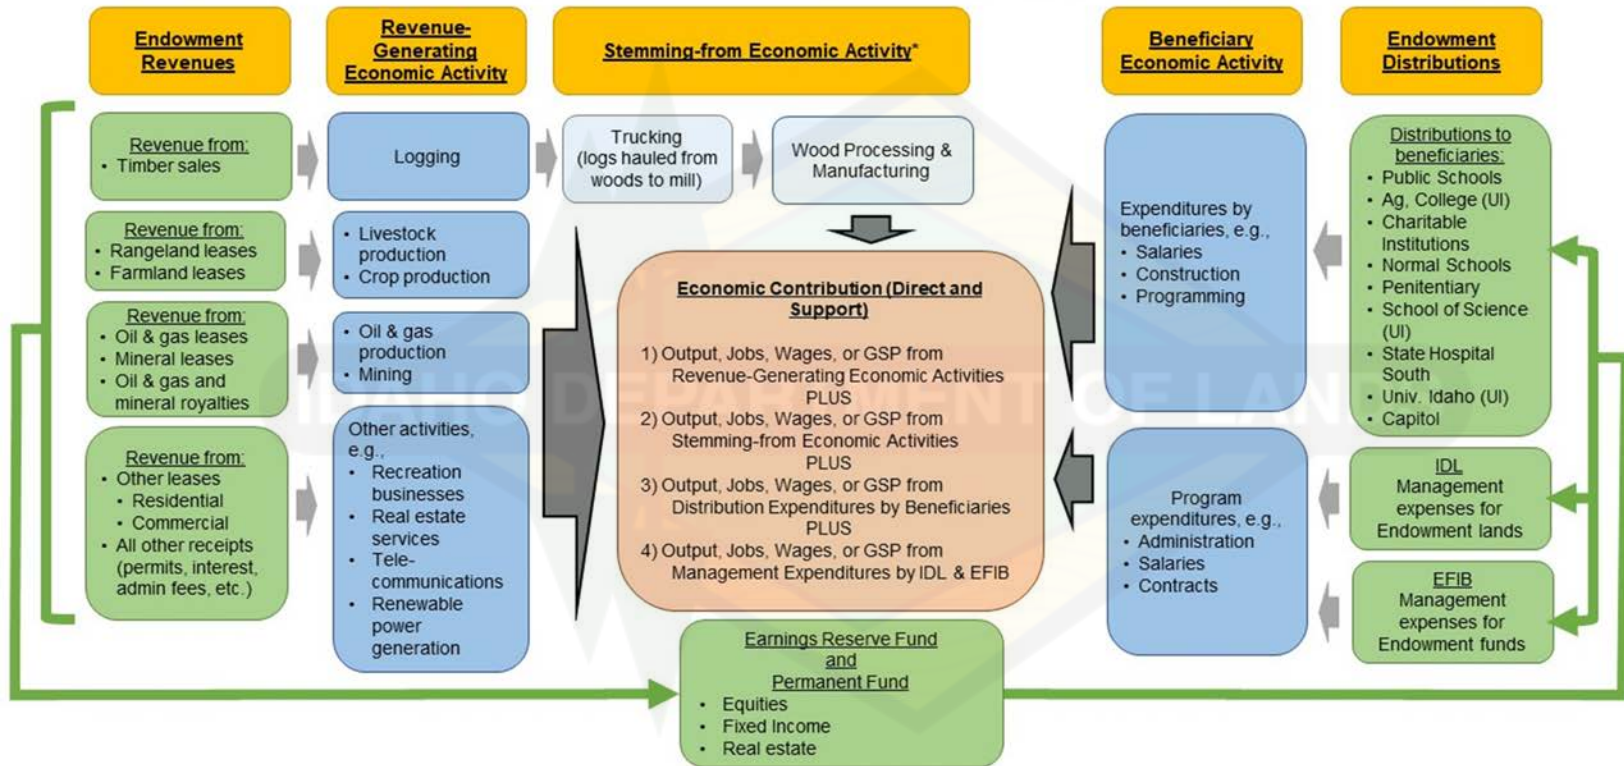 Endowment
Revenues
Revenue-
Generating
Economic Activity
Stemming-from Economic Activity*
Beneficiary
Economic Activity
Endowment
Distributions
Revenue from:
• Timber sales
Logging
Trucking
(logs hauled from
woods to mill)
Wood Processing &
Manufacturing
Revenue from:
• Rangeland leases
• Farmland leases
• Livestock
production
• Crop production
Revenue from:
• Oil & gas leases
• Mineral leases
• Oil & gas and
mineral royalties
• Oil & gas
production
• Mining
Revenue from:
• Other leases
• Residential
• Commercial
• All other receipts
(permits, interest,
admin fees, etc.)
Other activities,
e.g.,
• Recreation
businesses
• Real estate
services
• Tele-
communications
• Renewable
power
generation
Economic Contribution (Direct and
Support)
1) Output, Jobs, Wages, or GSP from
Revenue-Generating Economic Activities
PLUS
2) Output, Jobs, Wages, or GSP from
Stemming-from Economic Activities
PLUS
3) Output, Jobs, Wages, or GSP from
Distribution Expenditures by Beneficiaries
PLUS
4) Output, Jobs, Wages, or GSP from
Management Expenditures by IDL & EFIB
Earnings Reserve Fund
and
Permanent Fund
• Equities
• Fixed Income
• Real estate
Expenditures by
beneficiaries, e.g.,
• Salaries
• Construction
• Programming
Program
expenditures, e.g.,
• Administration
• Salaries
• Contracts
Distributions to
beneficiaries:
• Public Schools
• Ag, College (UI)
• Charitable
Institutions
• Normal Schools
• Penitentiary
• School of Science
(UI)
• State Hospital
South
• Univ. Idaho (UI)
• Capitol
IDL
Management
expenses for
Endowment lands
EFIB
Management
expenses for
Endowment funds
IDAHO DEPARTMENT OF LANDS